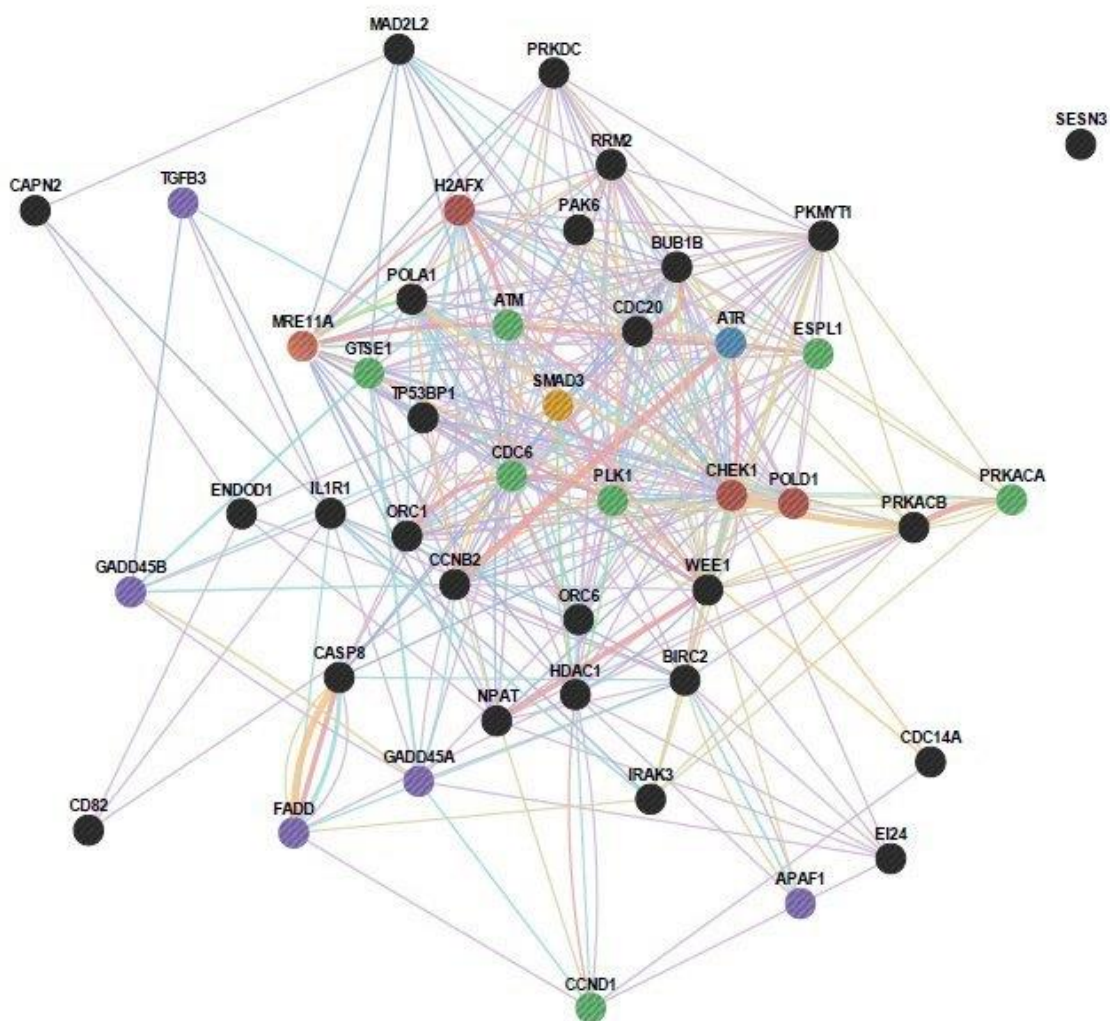 MAD2L2
PRKDC
SESN3
RRM2
TGFB3
CAPN2
H2AFX
PAK6
PKMYT1
BUB1B
POLA1
ATM
CDC20
ATR
ESPL1
MRE11A
GTSE1
SMAD3
TP53BP1
CDC6
PLK1
CHEK1
POLD1
PRKACA
ENDOD1
IL1R1
PRKACB
ORC1
GADD45B
CCNB2
WEE1
ORC6
CASP8
HDAC1
BIRC2
NPAT
CDC14A
GADD45A
IRAK3
CD82
FADD
EI24
APAF1
CCND1